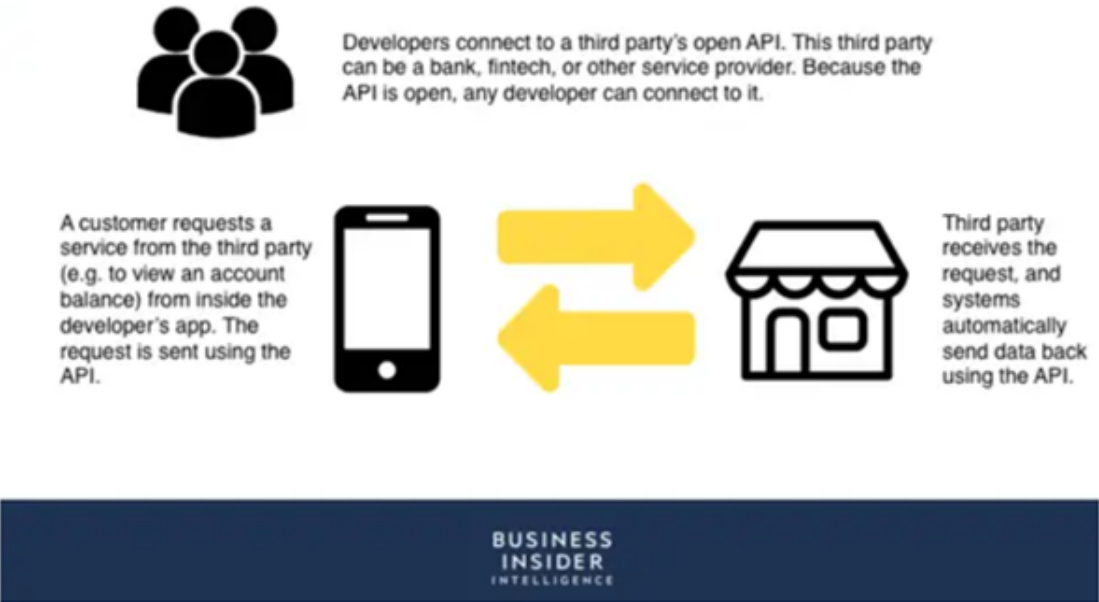 Developers connect to a third party's open API. This third party
can be a bank, fintech, or other service provider. Because the
API is open, any developer can connect to it.
A customer requests a
service from the third party
(e.g. to view an account
balance) from inside the
developer's app. The
request is sent using the
API.
Third party
receives the
request, and
systems
automatically
send data back
using the API.
BUSINESS
INSIDER
INTELLIGENCE